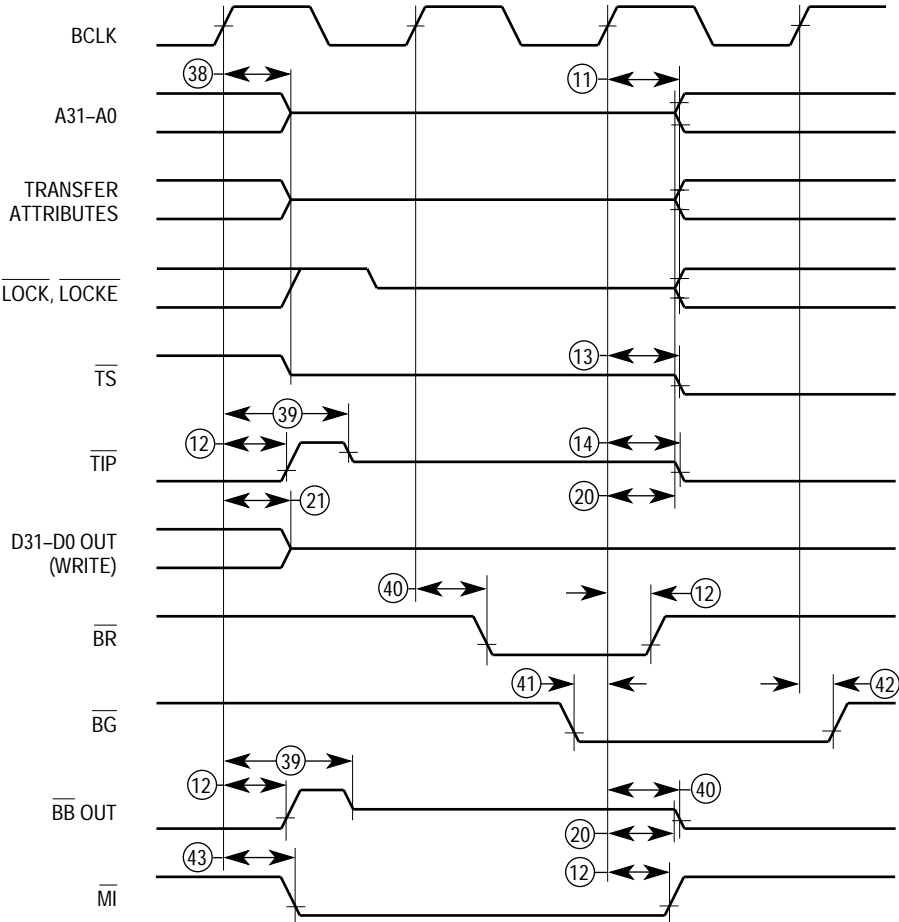 BCLK
38
11
A31–A0
TRANSFER
ATTRIBUTES
LOCK, LOCKE
13
TS
39
12
14
TIP
21
20
D31–D0 OUT
(WRITE)
40
12
BR
41
42
BG
39
12
40
BB OUT
20
43
12
MI